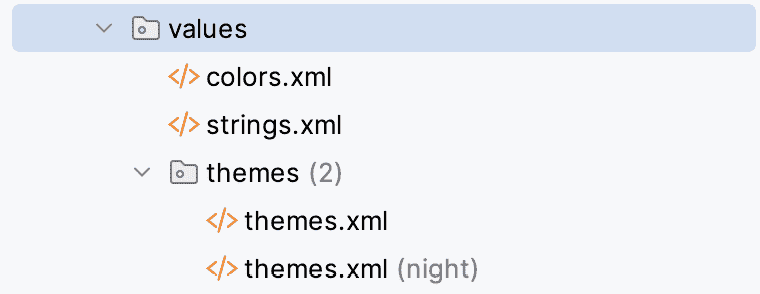 values
colors.xml
strings.xml
themes (2)
themes.xml
themes.xml (night)